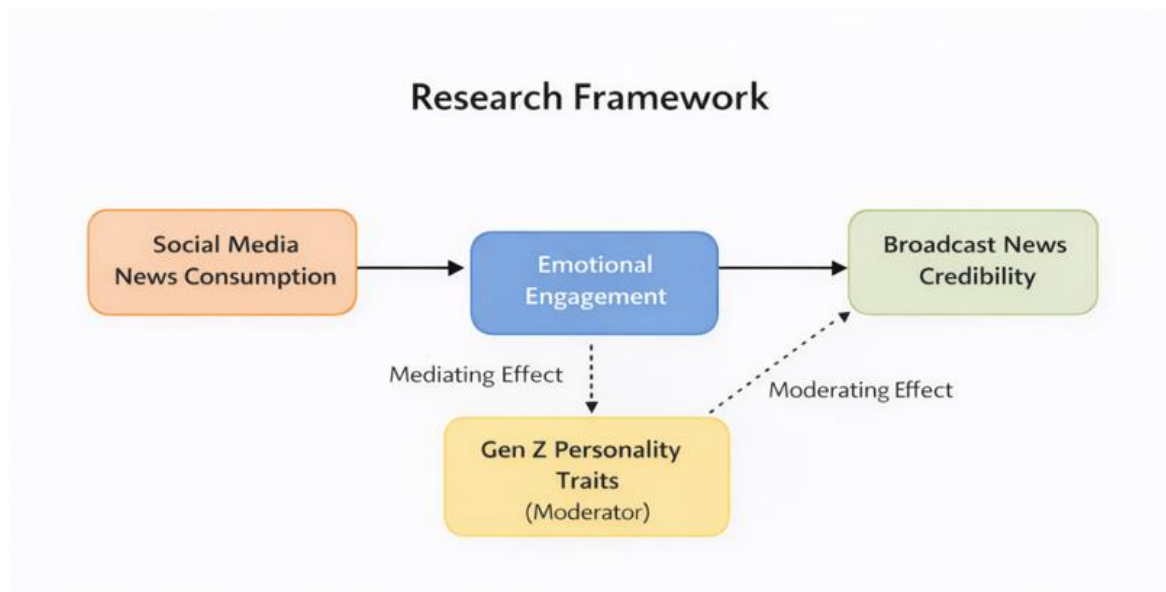 Research Framework
Social Media
News Consumption
Emotional
Engagement
Broadcast News
Credibility
Mediating Effect
Moderating Effect
Gen Z Personality
Traits
(Moderator)